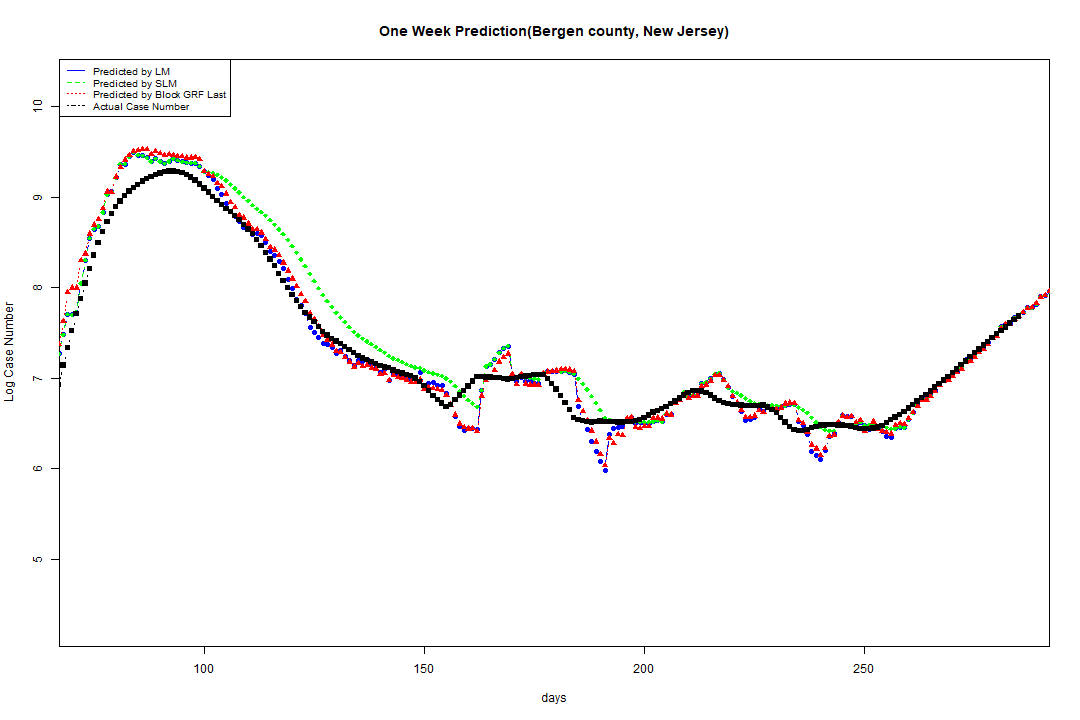 One Week Prediction(Bergen county, New Jersey)
Predicted by LM
Predicted by SLM
Predicted by Block GRF Last
Actual Case Number
10
9
8
7
6
5
Log Case Number
100
150
200
250
days